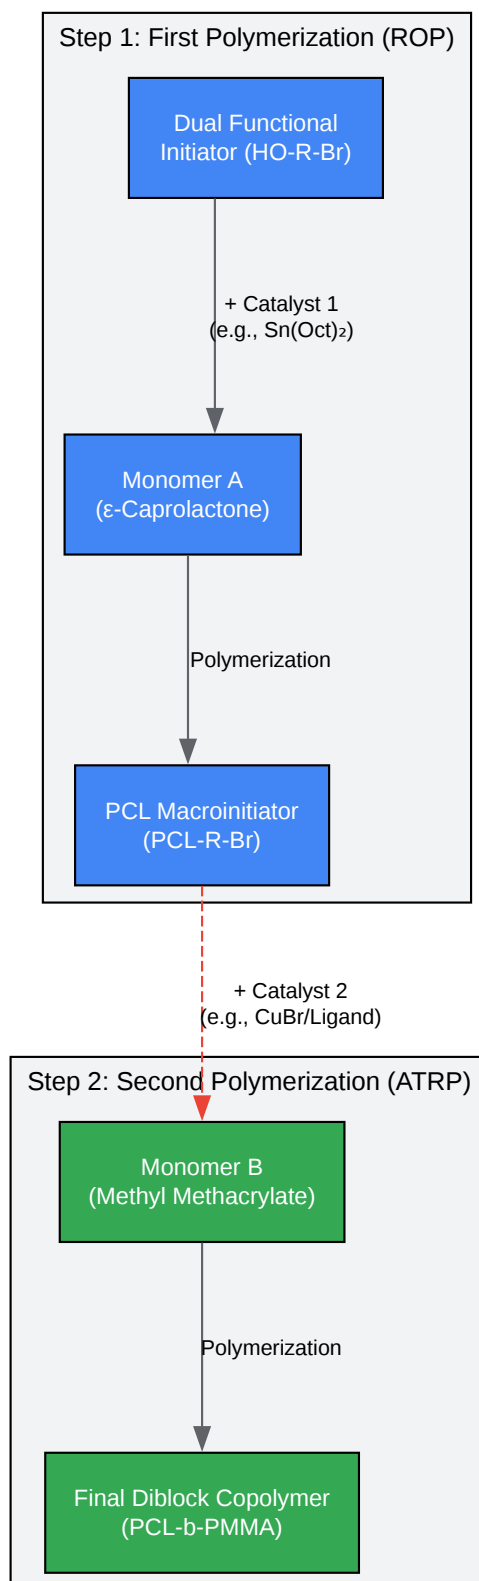 Step 1: First Polymerization (ROP)
Dual Functional
Initiator (HO-R-Br)
+ Catalyst 1
(e.g., Sn(Oct)₂)
Monomer A
(ε-Caprolactone)
Polymerization
PCL Macroinitiator
(PCL-R-Br)
+ Catalyst 2
(e.g., CuBr/Ligand)
Step 2: Second Polymerization (ATRP)
Monomer B
(Methyl Methacrylate)
Polymerization
Final Diblock Copolymer
(PCL-b-PMMA)